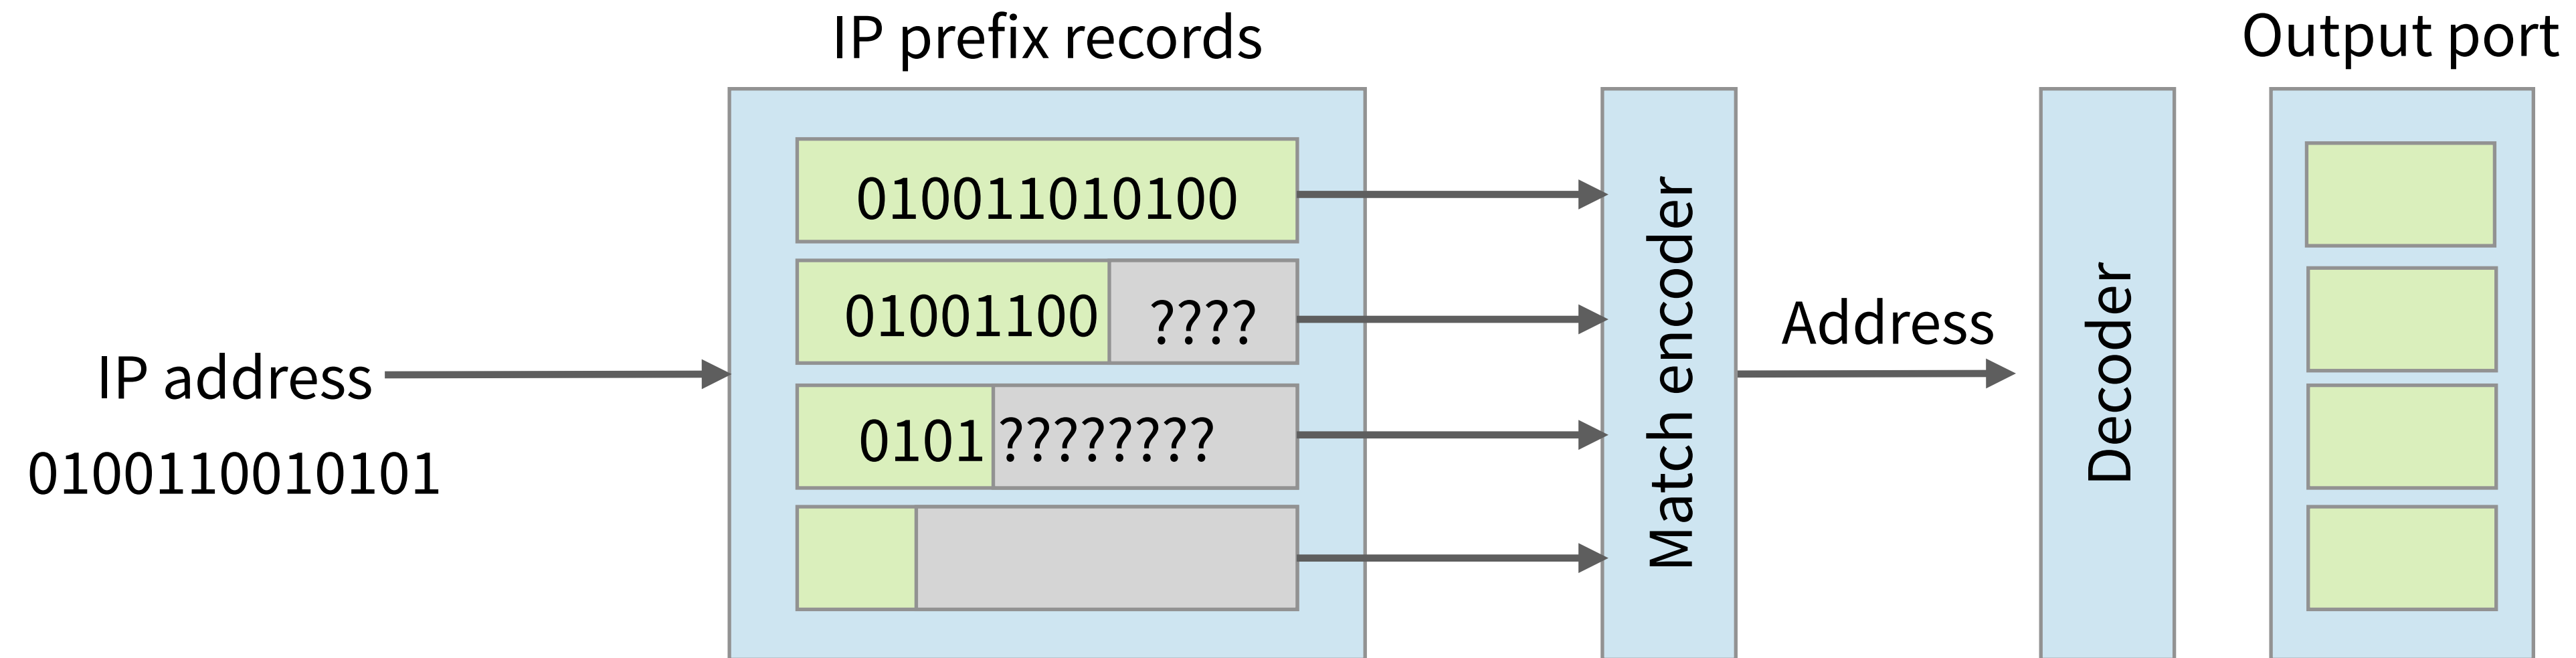 IP prefix records
Output port
010011010100
01001100 ????
0101 ????????
IP address
0100110010101
Match encoder
Address
Decoder